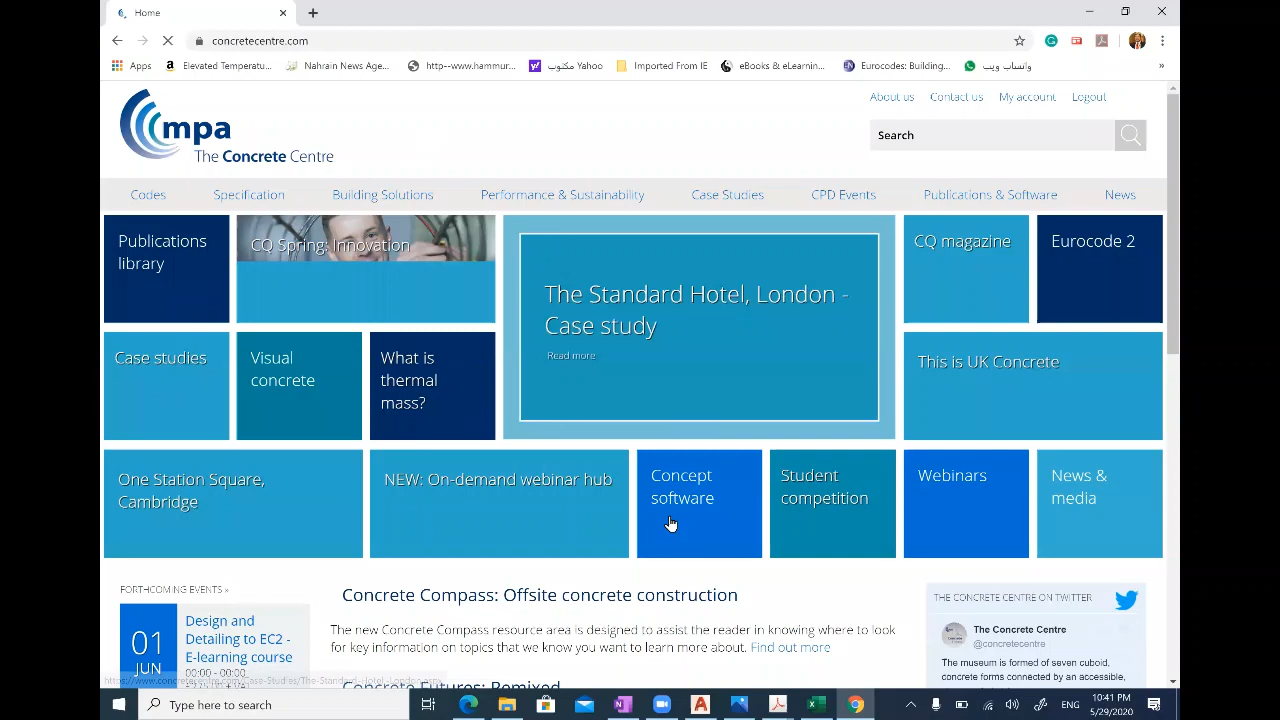 Home
concretecentre.com
Apps
Elevated Temperatu...
Nahrain News Age...
http--www.hammur...
Yahoo مكتوب
Imported From IE
eBooks & eLearnin...
Eurocodes: Building...
واتساب ويب
»
About us
Contact us
My account
Logout
mpa
The Concrete Centre
Search
Codes
Specification
Building Solutions
Performance & Sustainability
Case Studies
CPD Events
Publications & Software
News
Publications
library
CQ Spring: Innovation
The Standard Hotel, London -
Case study
Read more
CQ magazine
Eurocode 2
Case studies
Visual
concrete
What is
thermal
mass?
This is UK Concrete
One Station Square,
Cambridge
NEW: On-demand webinar hub
Concept
software
Student
competition
Webinars
News &
media
FORTHCOMING EVENTS »
01
JUN
Design and
Detailing to EC2 -
E-learning course
00:00 - 00:00
Concrete Compass: Offsite concrete construction
The new Concrete Compass resource area is designed to assist the reader in knowing where to look
for key information on topics that we know you want to learn more about. Find out more
Concrete Futures: Remixed
THE CONCRETE CENTRE ON TWITTER
The Concrete Centre
@concretecentre
The museum is formed of seven cuboid,
concrete forms connected by an accessible,
Type here to search
ENG
10:41 PM
5/29/2020